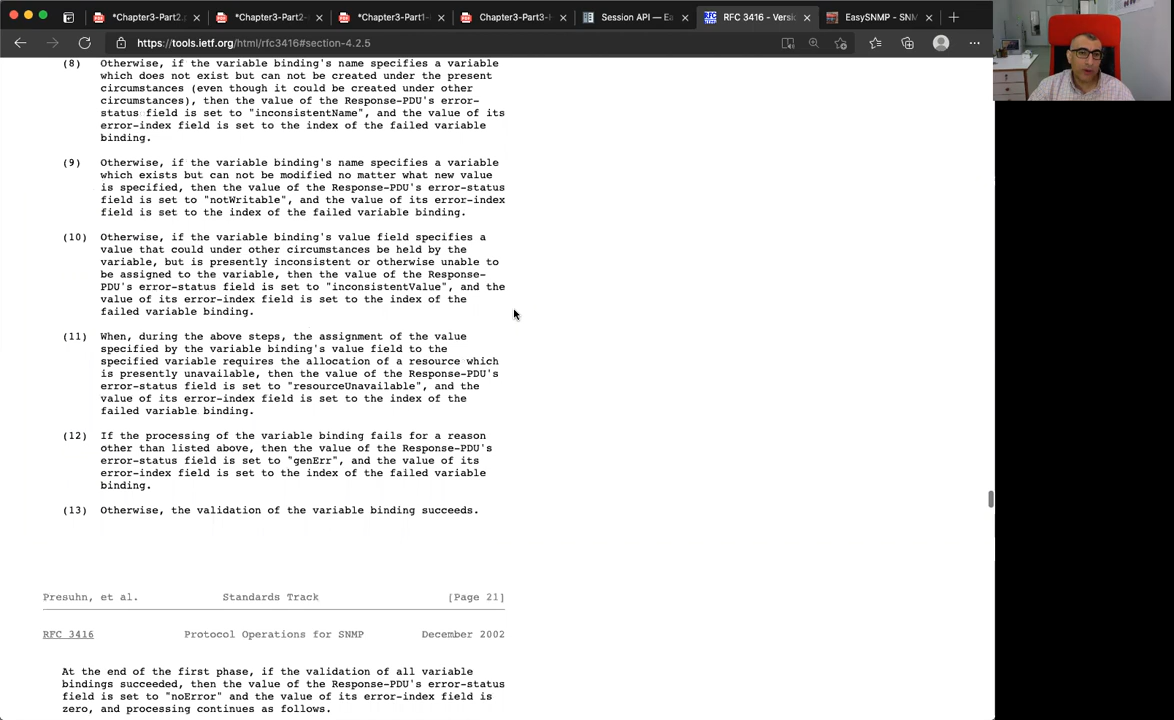 *Chapter3-Part2.
*Chapter3-Part2-
*Chapter3-Part1-
Chapter3-Part3-
Session API — Ea
RFC 3416 - Versi
EasySNMP - SNM
https://tools.ietf.org/html/rfc3416#section-4.2.5
(8) Otherwise, if the variable binding's name specifies a variable
which does not exist but can not be created under the present
circumstances (even though it could be created under other
circumstances), then the value of the Response-PDU's error-
status field is set to "inconsistentName", and the value of its
error-index field is set to the index of the failed variable
binding.
(9) Otherwise, if the variable binding's name specifies a variable
which exists but can not be modified no matter what new value
is specified, then the value of the Response-PDU's error-status
field is set to "notWritable", and the value of its error-index
field is set to the index of the failed variable binding.
(10) Otherwise, if the variable binding's value field specifies a
value that could under other circumstances be held by the
variable, but is presently inconsistent or otherwise unable to
be assigned to the variable, then the value of the Response-
PDU's error-status field is set to "inconsistentValue", and the
value of its error-index field is set to the index of the
failed variable binding.
(11) When, during the above steps, the assignment of the value
specified by the variable binding's value field to the
specified variable requires the allocation of a resource which
is presently unavailable, then the value of the Response-PDU's
error-status field is set to "resourceUnavailable", and the
value of its error-index field is set to the index of the
failed variable binding.
(12) If the processing of the variable binding fails for a reason
other than listed above, then the value of the Response-PDU's
error-status field is set to "genErr", and the value of its
error-index field is set to the index of the failed variable
binding.
(13) Otherwise, the validation of the variable binding succeeds.
Presuhn, et al. Standards Track [Page 21]
RFC 3416 Protocol Operations for SNMP December 2002
At the end of the first phase, if the validation of all variable
bindings succeeded, then the value of the Response-PDU's error-status
field is set to "noError" and the value of its error-index field is
zero, and processing continues as follows.